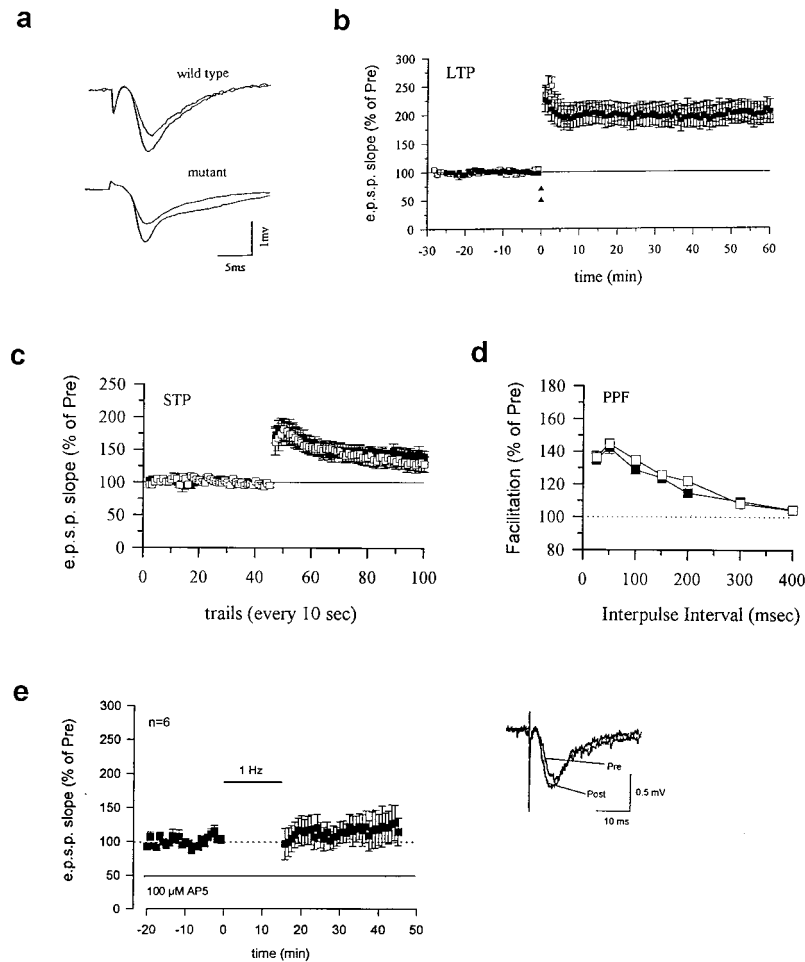 a
wild type
mutant
1mv
5ms
b
LTP
e.p.s.p. slope (% of Pre)
300
250
200
150
100
50
0
-30 -20 -10 0 10 20 30 40 50 60
time (min)
c
STP
e.p.s.p. slope (% of Pre)
250
200
150
100
50
0
0 20 40 60 80 100
trails (every 10 sec)
d
PPF
Facilitation (% of Pre)
180
160
140
120
100
80
0 100 200 300 400
Interpulse Interval (msec)
e
n=6
1 Hz
e.p.s.p. slope (% of Pre)
300
250
200
150
100
50
0
100 µM AP5
-20 -10 0 10 20 30 40 50
time (min)
Pre
Post
0.5 mV
10 ms